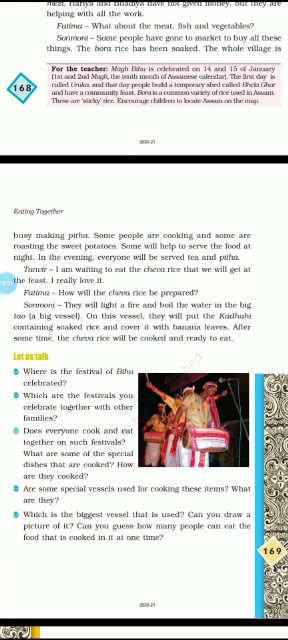 mezi. Hariya and Bhadiya have not given money, but they are
helping with all the work.
Fatima – What about the meat, fish and vegetables?
Sonmoni – Some people have gone to market to buy all these
things. The bora rice has been soaked. The whole village is
For the teacher: Magh Bihu is celebrated on 14 and 15 of January
(1st and 2nd Magh, the tenth month of Assamese calendar). The first day is
called Uruka, and that day people build a temporary shed called Bhela Ghar
and have a community feast. Bora is a common variety of rice used in Assam.
These are 'sticky' rice. Encourage children to locate Assam on the map.
168
2020-21
Eating Together
busy making pitha. Some people are cooking and some are
roasting the sweet potatoes. Some will help to serve the food at
night. In the evening, everyone will be served tea and pitha.
Tanvir – I am waiting to eat the cheva rice that we will get at
the feast. I really love it.
Fatima – How will the cheva rice be prepared?
Sonmoni – They will light a fire and boil the water in the big
tao (a big vessel). On this vessel, they will put the Kadhahi
containing soaked rice and cover it with banana leaves. After
some time, the cheva rice will be cooked and ready to eat.
Let us talk
Where is the festival of Bihu
celebrated?
Which are the festivals you
celebrate together with other
families?
Does everyone cook and eat
together on such festivals?
What are some of the special
dishes that are cooked? How
are they cooked?
Are some special vessels used for cooking these items? What
are they?
Which is the biggest vessel that is used? Can you draw a
picture of it? Can you guess how many people can eat the
food that is cooked in it at one time?
169
2020-21